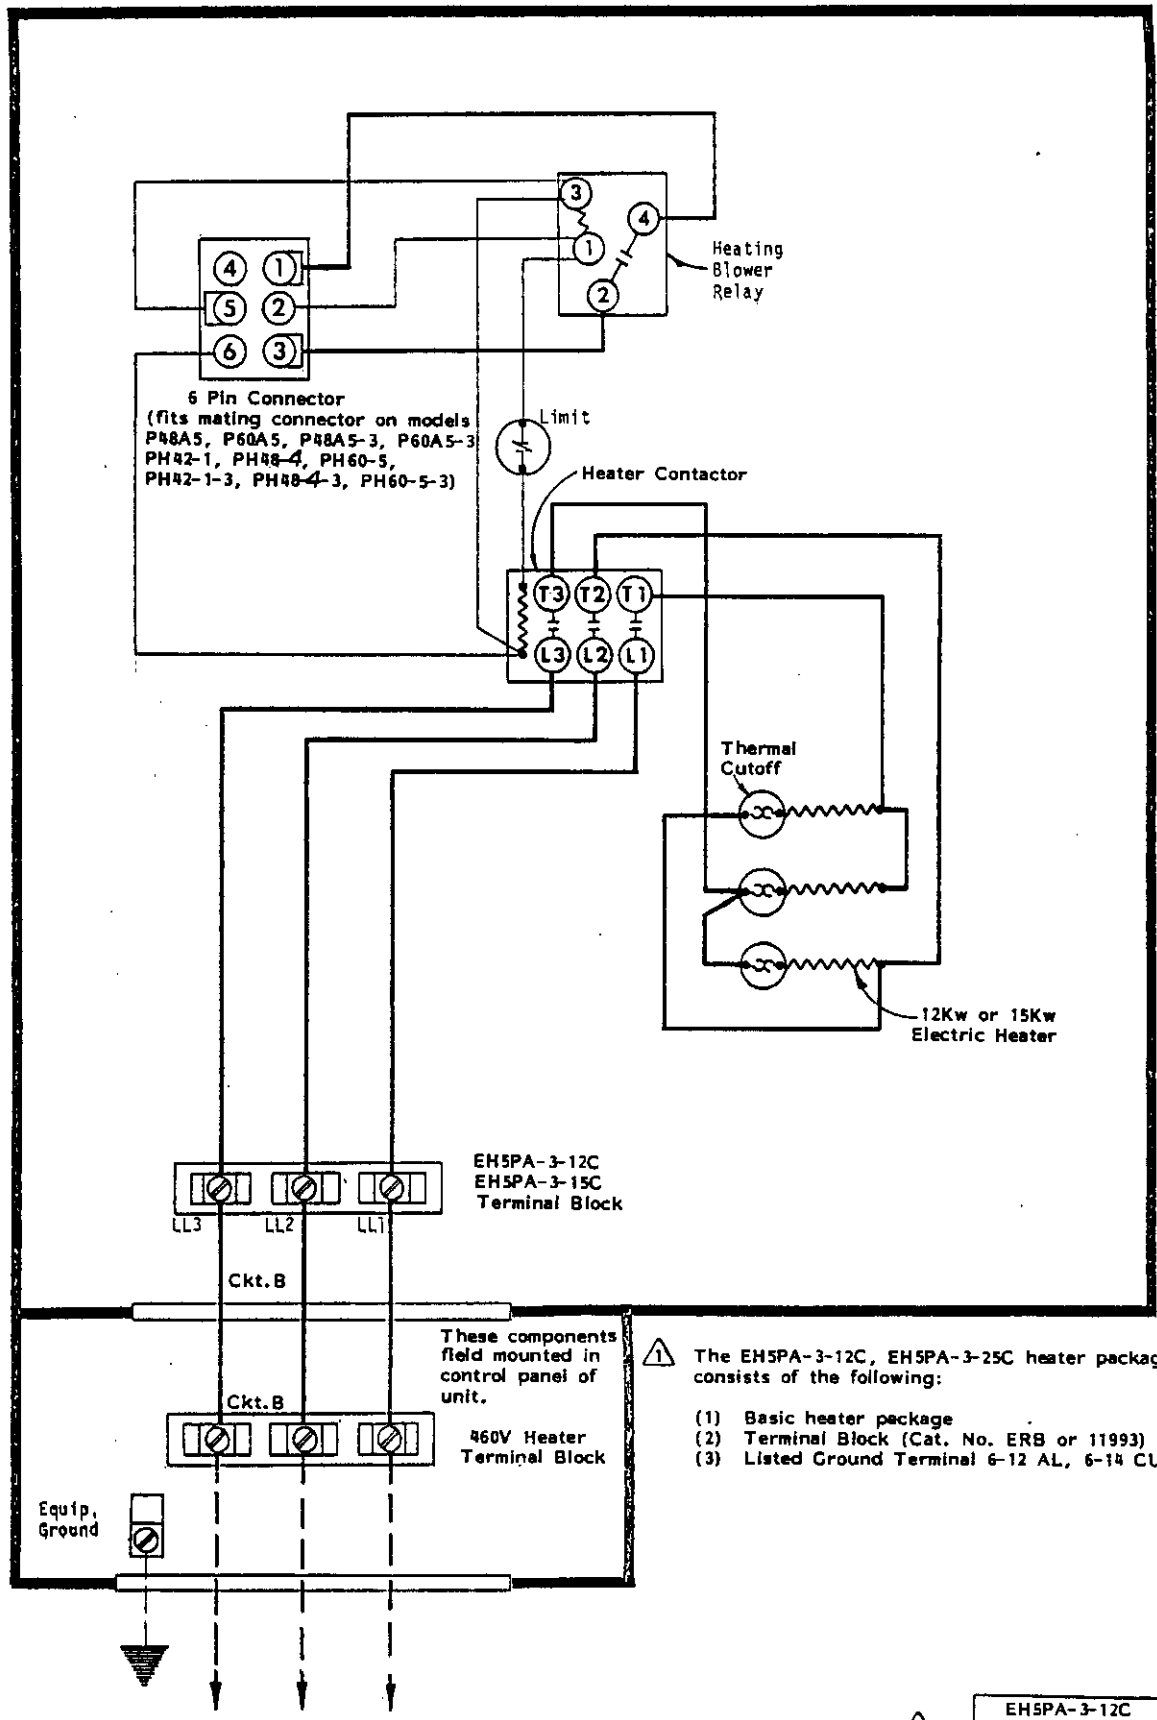 3
4
1
2
Heating
Blower
Relay
4 1
5 2
6 3
6 Pin Connector
(fits mating connector on models
P48A5, P60A5, P48A5-3, P60A5-3
PH42-1, PH48-4, PH60-5,
PH42-1-3, PH48-4-3, PH60-5-3)
Limit
Heater Contactor
T3 T2 T1
L3 L2 L1
Thermal
Cutoff
12Kw or 15Kw
Electric Heater
EH5PA-3-12C
EH5PA-3-15C
Terminal Block
LL3 LL2 LL1
Ckt.B
These components
field mounted in
control panel of
unit.
Ckt.B
460V Heater
Terminal Block
Equip.
Ground
1 The EH5PA-3-12C, EH5PA-3-25C heater packag
consists of the following:
(1) Basic heater package
(2) Terminal Block (Cat. No. ERB or 11993)
(3) Listed Ground Terminal 6-12 AL, 6-14 CU
EH5PA-3-12C